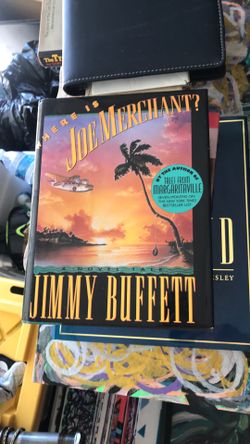 WHERE IS
JOE MERCHANT?
BY THE AUTHOR OF
TALES FROM
MARGARITAVILLE
SEVEN MONTHS ON
THE NEW YORK TIMES
BESTSELLER LIST
A NOVEL TALE
JIMMY BUFFETT
D
SLEY